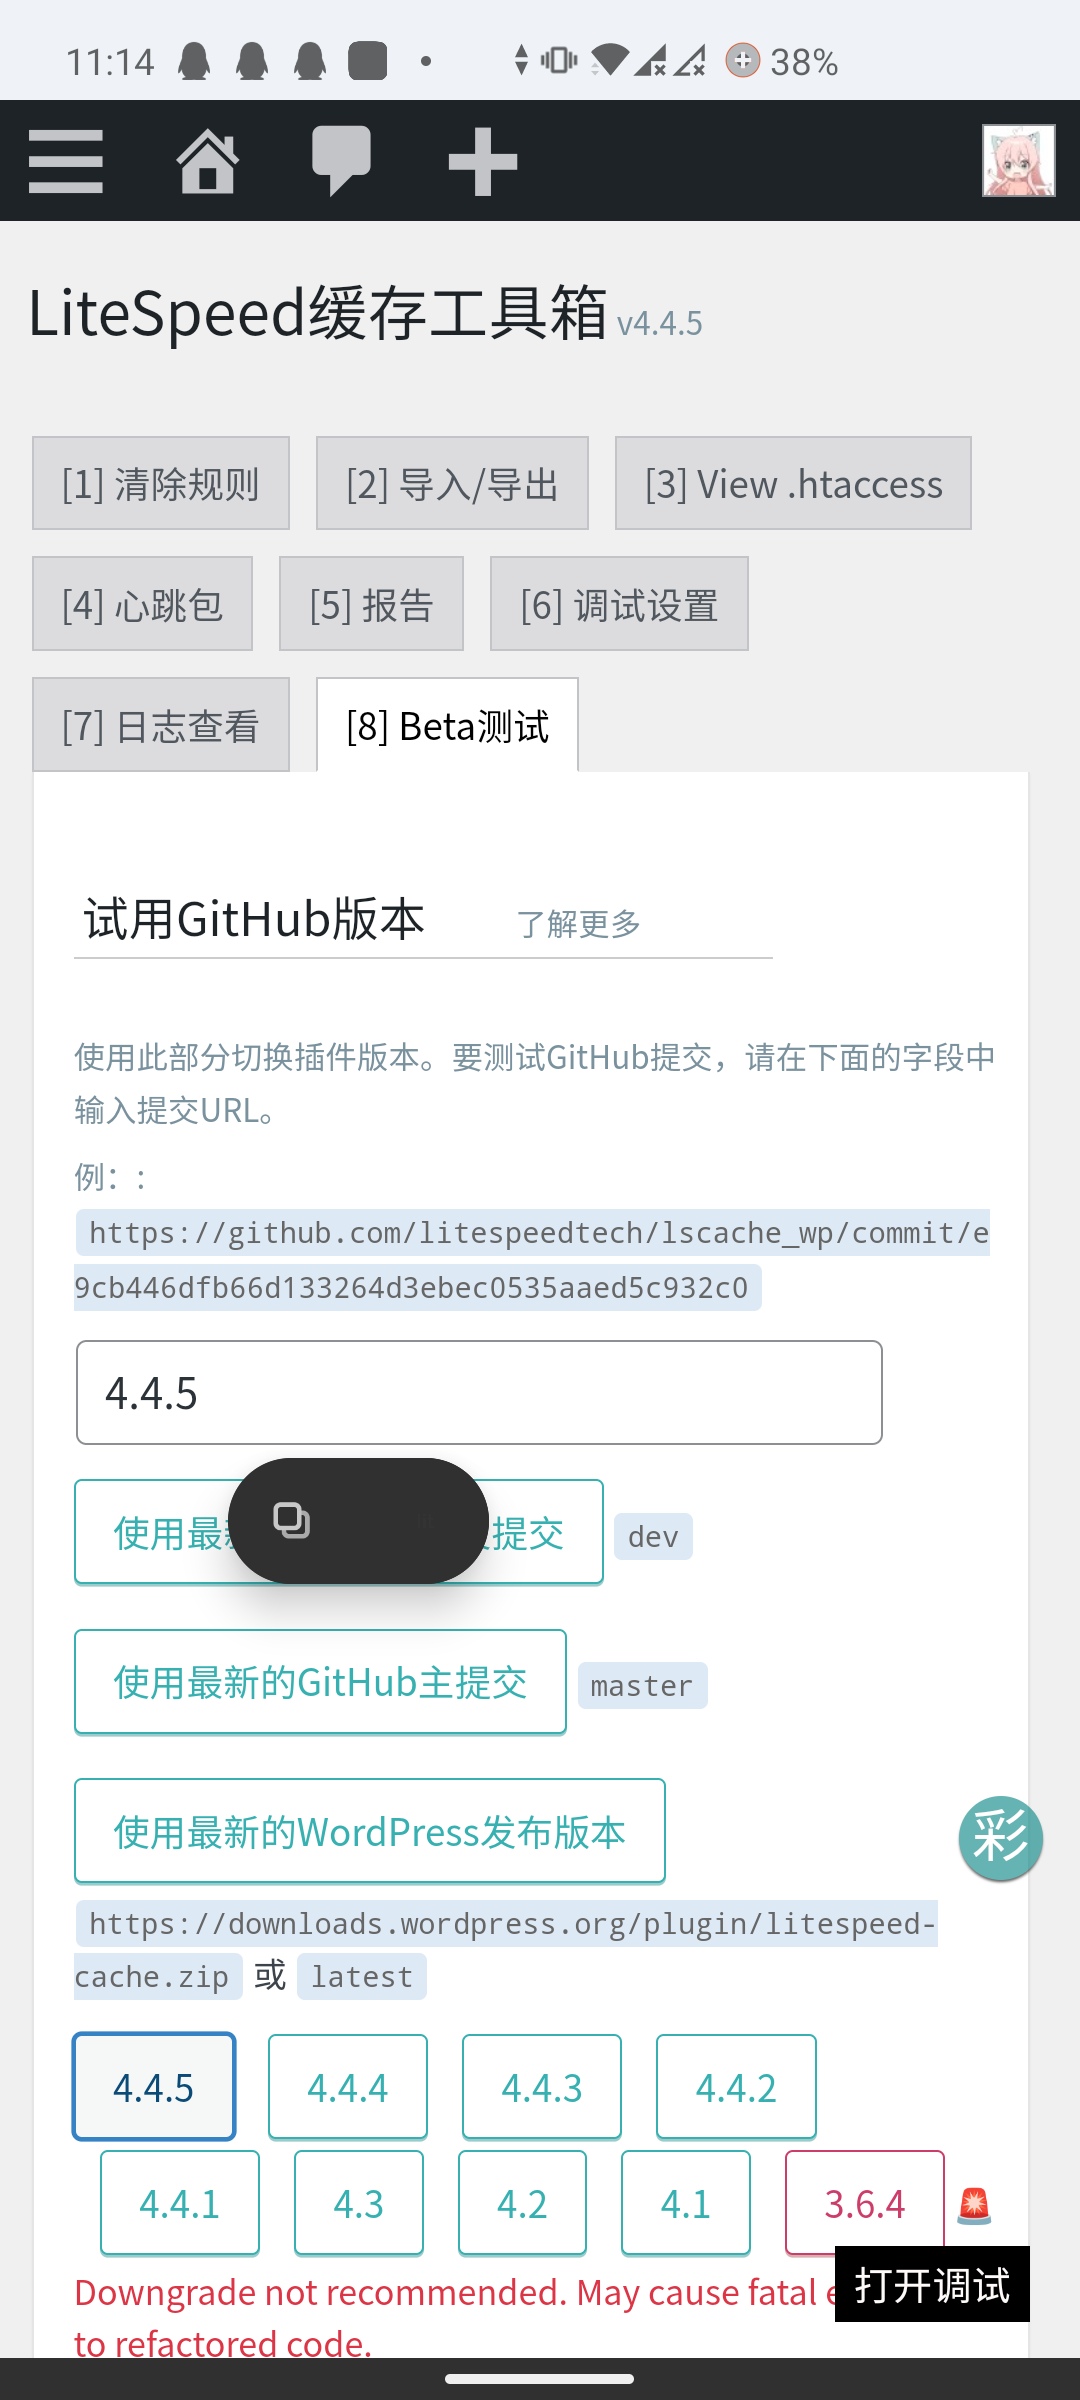 11:14
38%
LiteSpeed缓存工具箱 v4.4.5
[1] 清除规则 [2] 导入/导出 [3] View .htaccess
[4] 心跳包 [5] 报告 [6] 调试设置
[7] 日志查看 [8] Beta测试
试用GitHub版本 了解更多
使用此部分切换插件版本。要测试GitHub提交，请在下面的字段中
输入提交URL。
例：:
https://github.com/litespeedtech/lscache_wp/commit/e
9cb446dfb66d133264d3ebec0535aaed5c932c0
4.4.5
使用最 提交 dev
使用最新的GitHub主提交 master
使用最新的WordPress发布版本
彩
https://downloads.wordpress.org/plugin/litespeed-
cache.zip 或 latest
4.4.5 4.4.4 4.4.3 4.4.2
4.4.1 4.3 4.2 4.1 3.6.4
Downgrade not recommended. May cause fatal
打开调试
to refactored code.